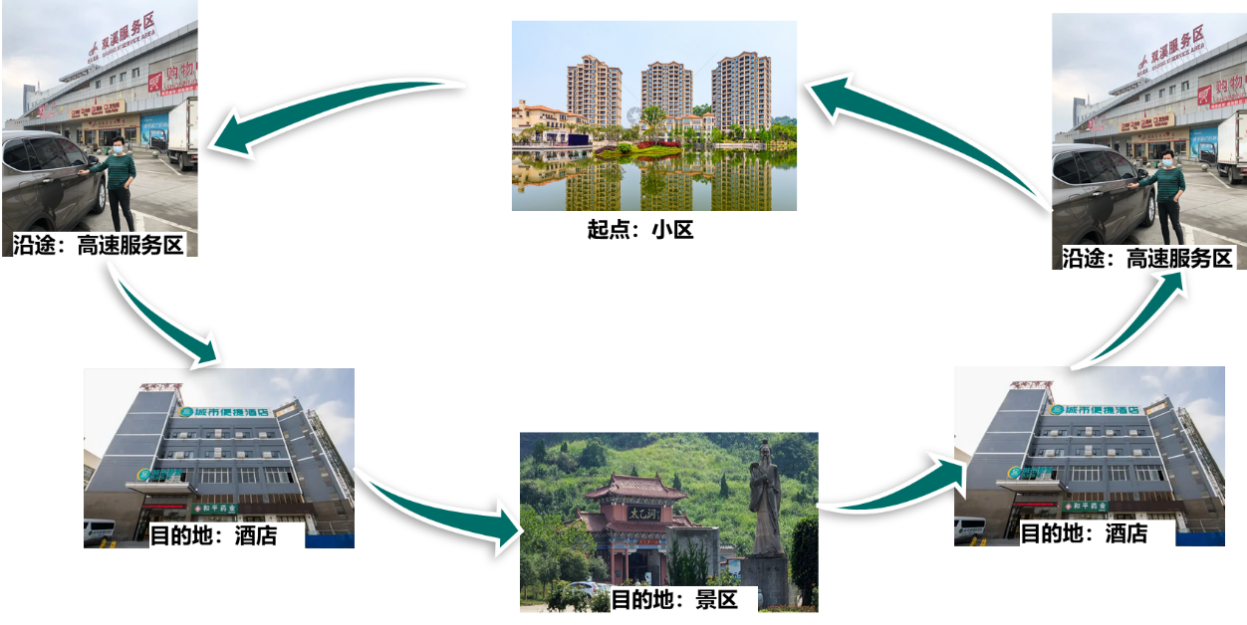 双溪服务区
购物
沿途：高速服务区
起点：小区
双溪服务区
购物
沿途：高速服务区
城市便捷酒店
和平药业
目的地：酒店
太乙洞
目的地：景区
城市便捷酒店
和平药业
目的地：酒店